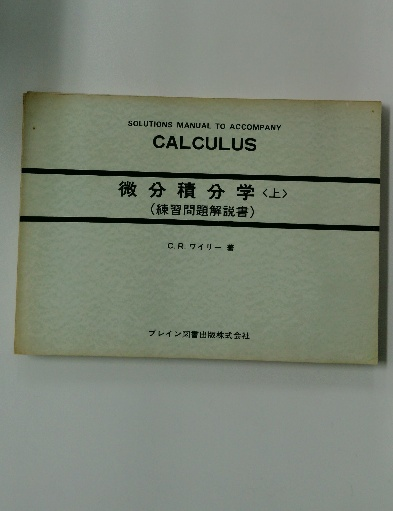 SOLUTIONS MANUAL TO ACCOMPANY
CALCULUS
微分積分学〈上〉
(練習問題解説書)
C.R.ワイリー 著
ブレイン図書出版株式会社